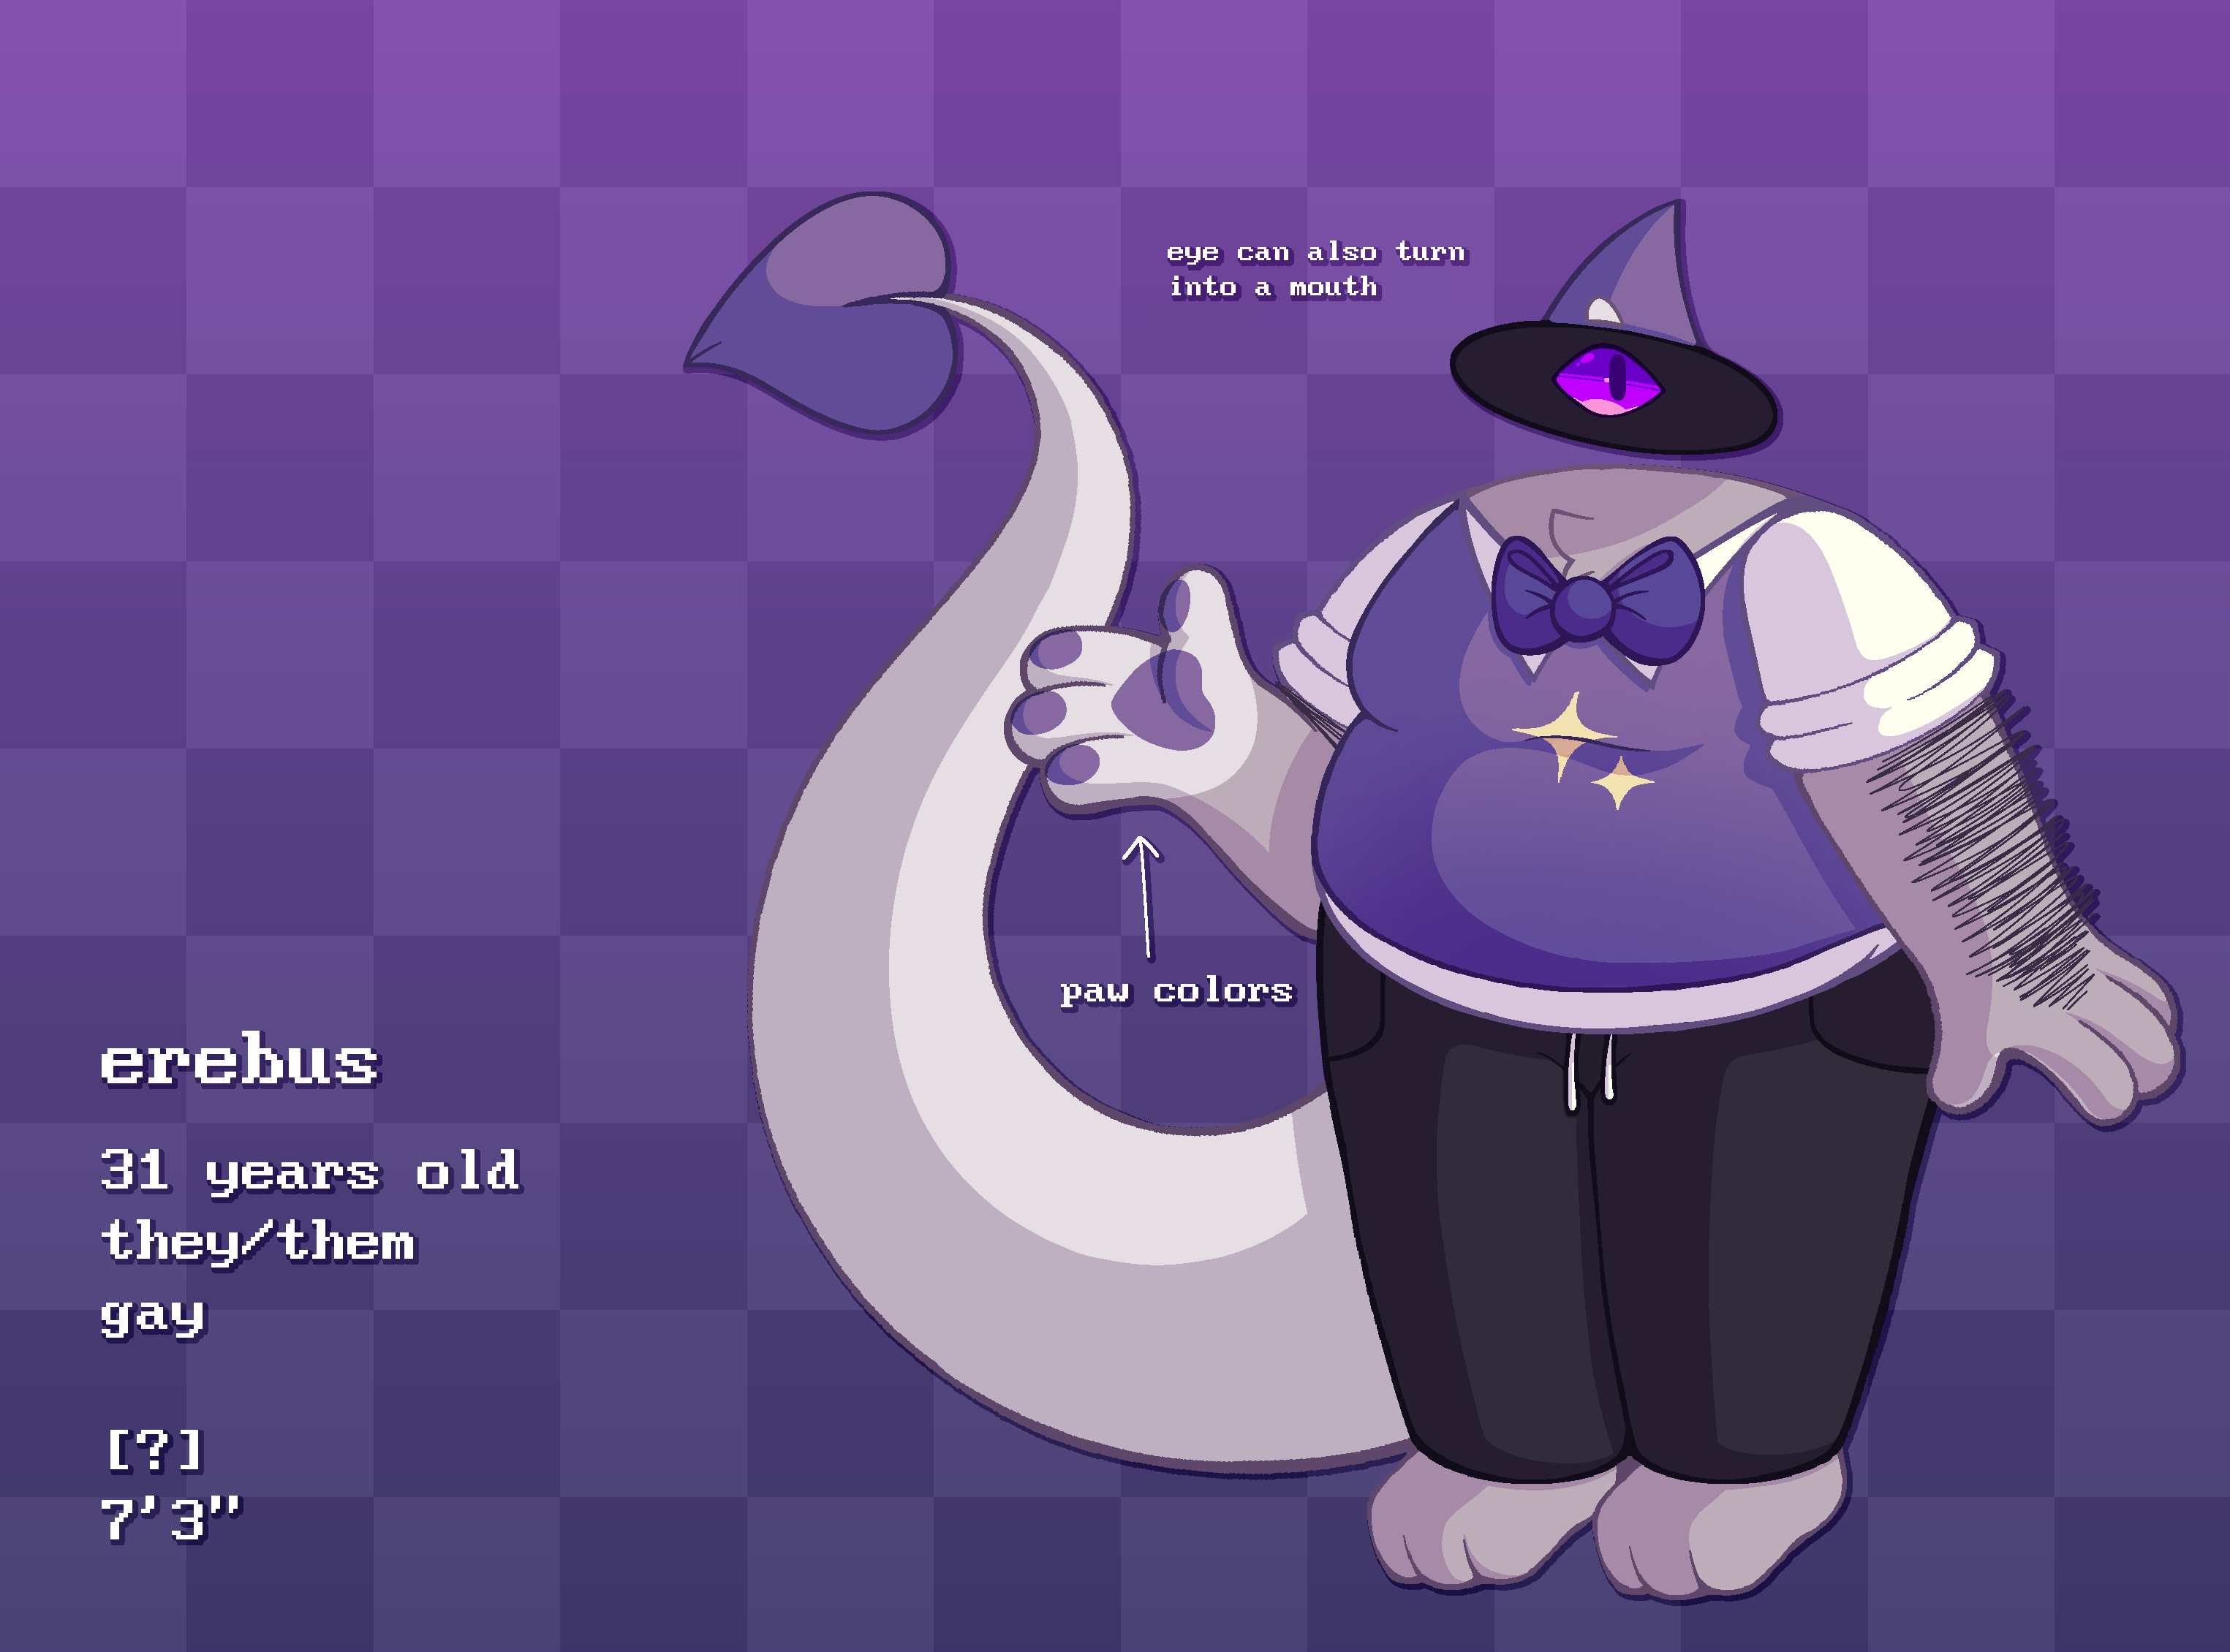 eye can also turn
into a mouth
paw colors
erebus
31 years old
they/them
gay
[?]
7'3"